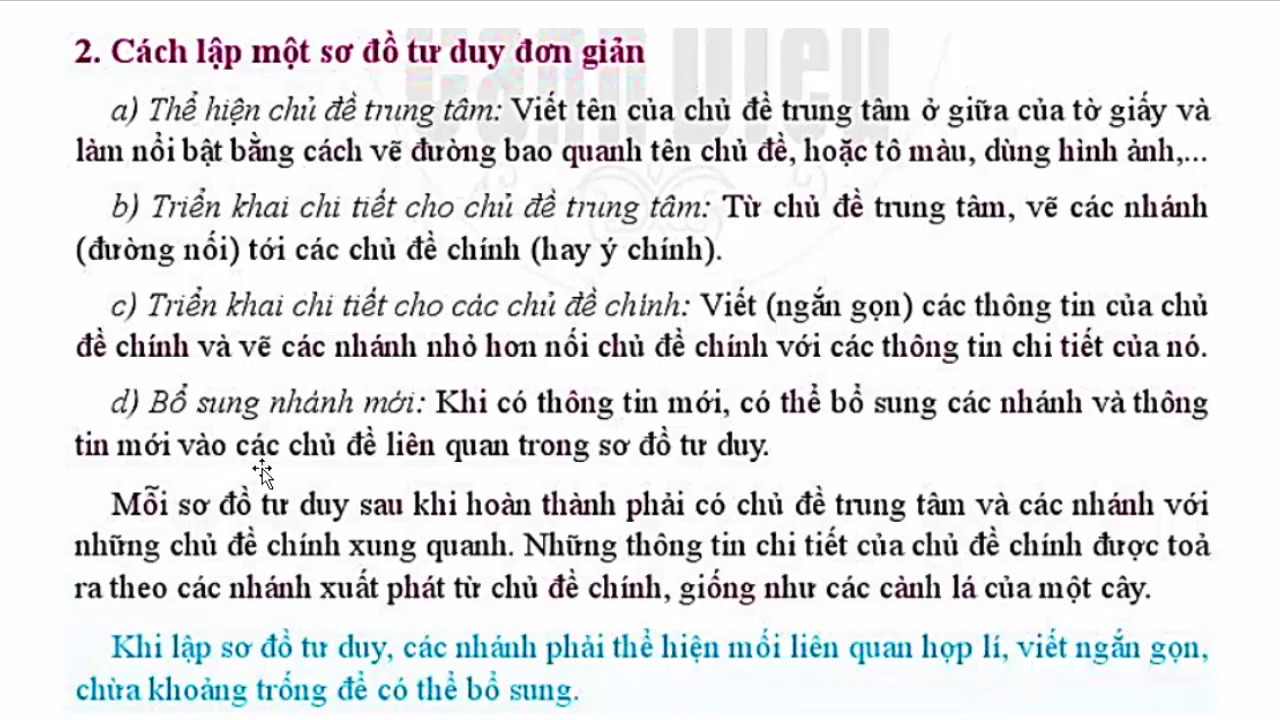 2. Cách lập một sơ đồ tư duy đơn giản
a) Thể hiện chủ đề trung tâm: Viết tên của chủ đề trung tâm ở giữa của tờ giấy và
làm nổi bật bằng cách vẽ đường bao quanh tên chủ đề, hoặc tô màu, dùng hình ảnh,...
b) Triển khai chi tiết cho chủ đề trung tâm: Từ chủ đề trung tâm, vẽ các nhánh
(đường nối) tới các chủ đề chính (hay ý chính).
c) Triển khai chi tiết cho các chủ đề chính: Viết (ngắn gọn) các thông tin của chủ
đề chính và vẽ các nhánh nhỏ hơn nối chủ đề chính với các thông tin chi tiết của nó.
d) Bổ sung nhánh mới: Khi có thông tin mới, có thể bổ sung các nhánh và thông
tin mới vào các chủ đề liên quan trong sơ đồ tư duy.
Mỗi sơ đồ tư duy sau khi hoàn thành phải có chủ đề trung tâm và các nhánh với
những chủ đề chính xung quanh. Những thông tin chi tiết của chủ đề chính được toả
ra theo các nhánh xuất phát từ chủ đề chính, giống như các cành lá của một cây.
Khi lập sơ đồ tư duy, các nhánh phải thể hiện mối liên quan hợp lí, viết ngắn gọn,
chừa khoảng trống để có thể bổ sung.